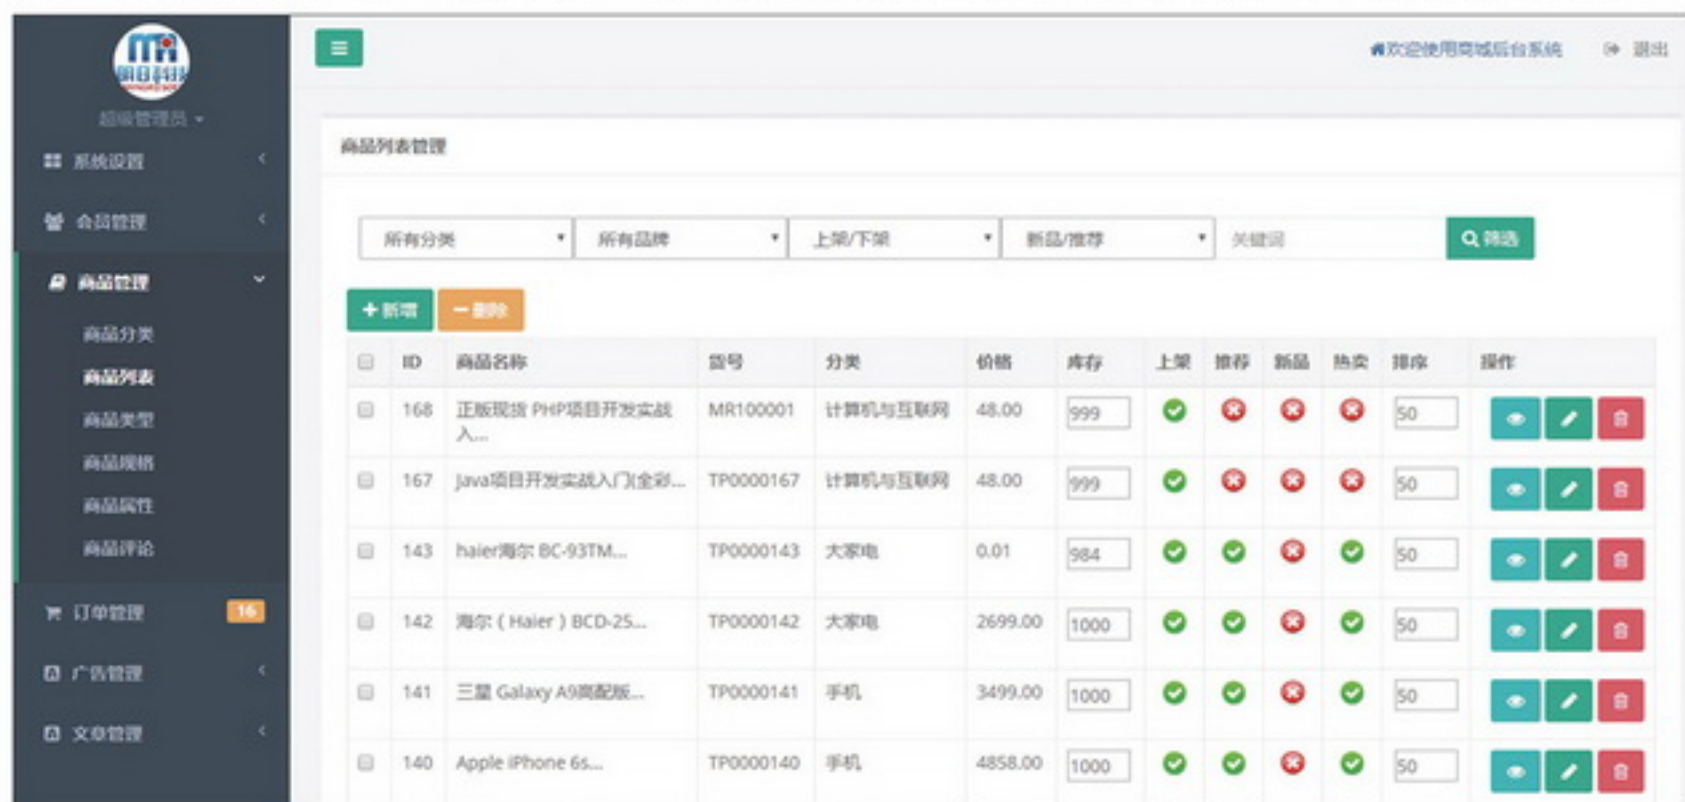 明日科技
超级管理员
系统设置
会员管理
商品管理
商品分类
商品列表
商品类型
商品规格
商品属性
商品评论
订单管理 16
广告管理
文章管理
欢迎使用商城后台系统 退出
商品列表管理
所有分类 所有品牌 上架/下架 新品/推荐 关键词 筛选
+新增 −删除
ID 商品名称 货号 分类 价格 库存 上架 推荐 新品 热卖 排序 操作
168 正版现货 PHP项目开发实战 MR100001 计算机与互联网 48.00 999 50
入...
167 Java项目开发实战入门(全彩... TP0000167 计算机与互联网 48.00 999 50
143 haier海尔 BC-93TM... TP0000143 大家电 0.01 984 50
142 海尔（Haier）BCD-25... TP0000142 大家电 2699.00 1000 50
141 三星 Galaxy A9高配版... TP0000141 手机 3499.00 1000 50
140 Apple iPhone 6s... TP0000140 手机 4858.00 1000 50